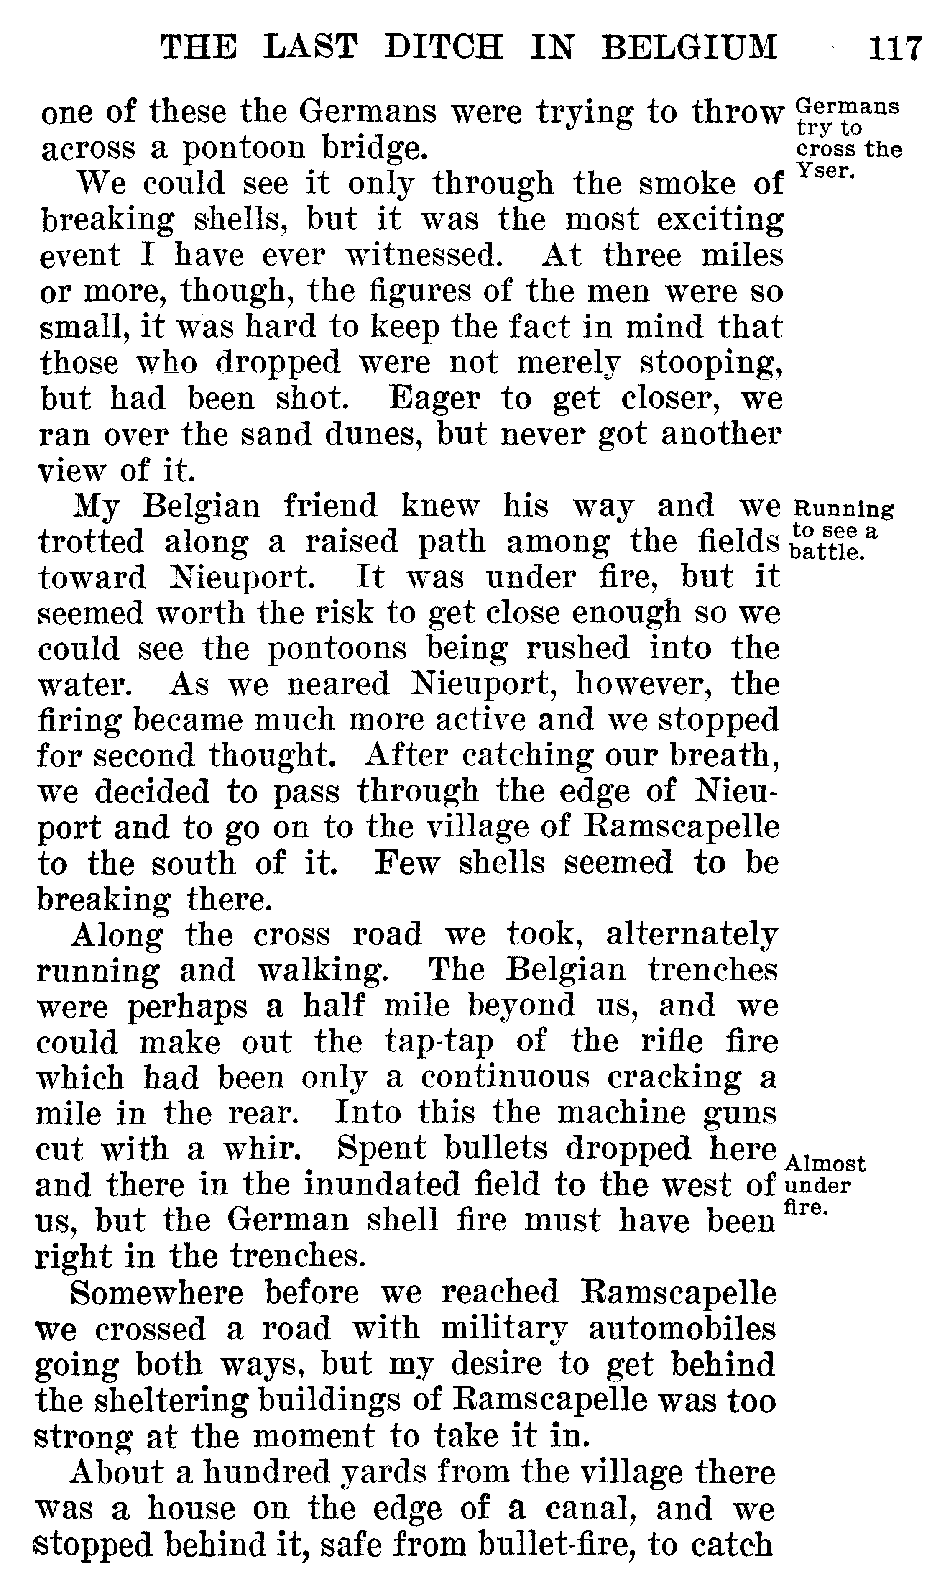 THE LAST DITCH IN BELGIUM 117
one of these the Germans were trying to throw
across a pontoon bridge.
Germans
try to
cross the
Yser.
We could see it only through the smoke of
breaking shells, but it was the most exciting
event I have ever witnessed. At three miles
or more, though, the figures of the men were so
small, it was hard to keep the fact in mind that
those who dropped were not merely stooping,
but had been shot. Eager to get closer, we
ran over the sand dunes, but never got another
view of it.
My Belgian friend knew his way and we
trotted along a raised path among the fields
toward Nieuport. It was under fire, but it
Running
to see a
battle.
seemed worth the risk to get close enough so we
could see the pontoons being rushed into the
water. As we neared Nieuport, however, the
firing became much more active and we stopped
for second thought. After catching our breath,
we decided to pass through the edge of Nieu-
port and to go on to the village of Ramscapelle
to the south of it. Few shells seemed to be
breaking there.
Along the cross road we took, alternately
running and walking. The Belgian trenches
were perhaps a half mile beyond us, and we
could make out the tap-tap of the rifle fire
which had been only a continuous cracking a
mile in the rear. Into this the machine guns
cut with a whir. Spent bullets dropped here
and there in the inundated field to the west of
us, but the German shell fire must have been
Almost
under
fire.
right in the trenches.
Somewhere before we reached Ramscapelle
we crossed a road with military automobiles
going both ways, but my desire to get behind
the sheltering buildings of Ramscapelle was too
strong at the moment to take it in.
About a hundred yards from the village there
was a house on the edge of a canal, and we
stopped behind it, safe from bullet-fire, to catch